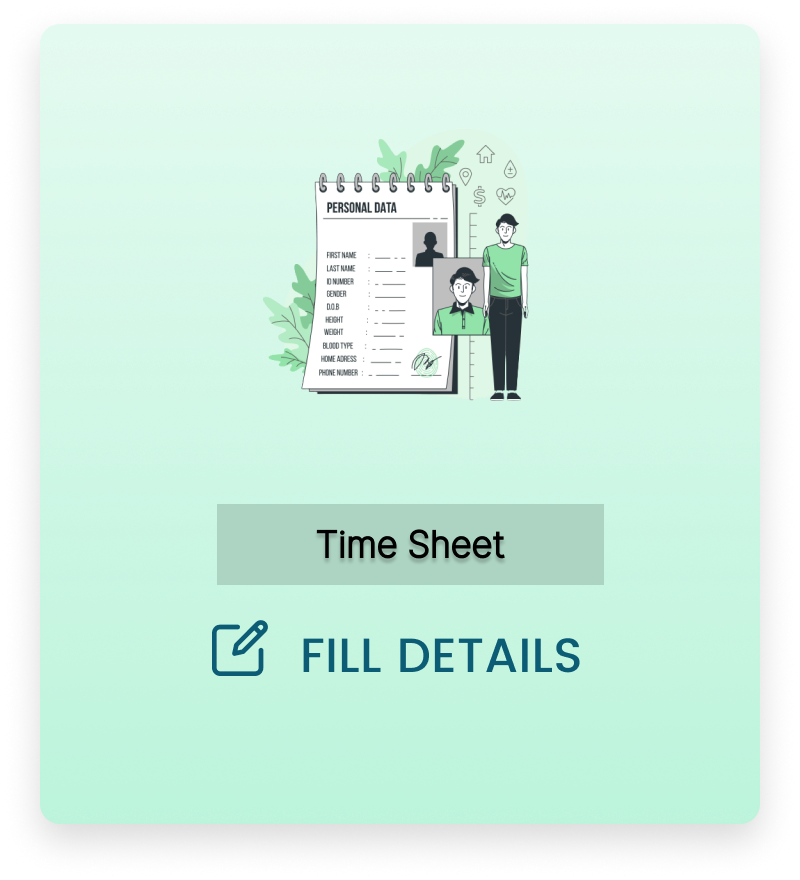 PERSONAL DATA
FIRST NAME :
LAST NAME :
ID NUMBER :
GENDER :
D.O.B :
HEIGHT :
WEIGHT :
BLOOD TYPE :
HOME ADRESS :
PHONE NUMBER :
Time Sheet
FILL DETAILS